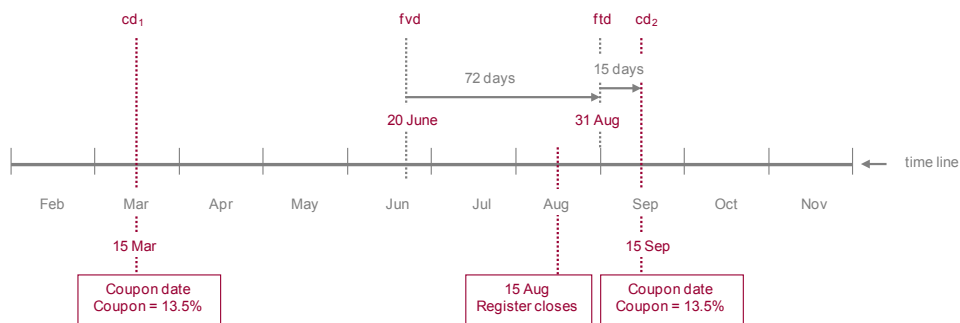 cd₁
fvd
ftd
cd₂
72 days
15 days
20 June
31 Aug
time line
Feb
Mar
Apr
May
Jun
Jul
Aug
Sep
Oct
Nov
15 Mar
15 Sep
Coupon date
Coupon = 13.5%
15 Aug
Register closes
Coupon date
Coupon = 13.5%